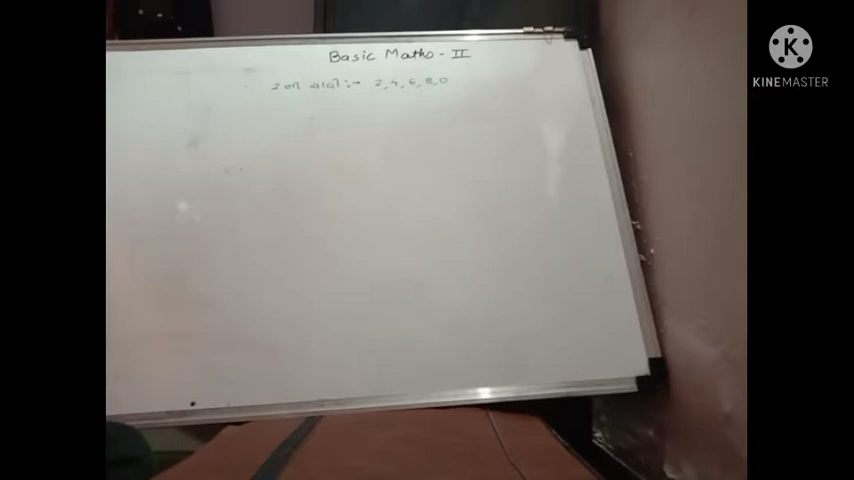 Basic Maths - II
2 ની ચાવી :→ 2, 4, 6, 8, 0
K
KINEMASTER